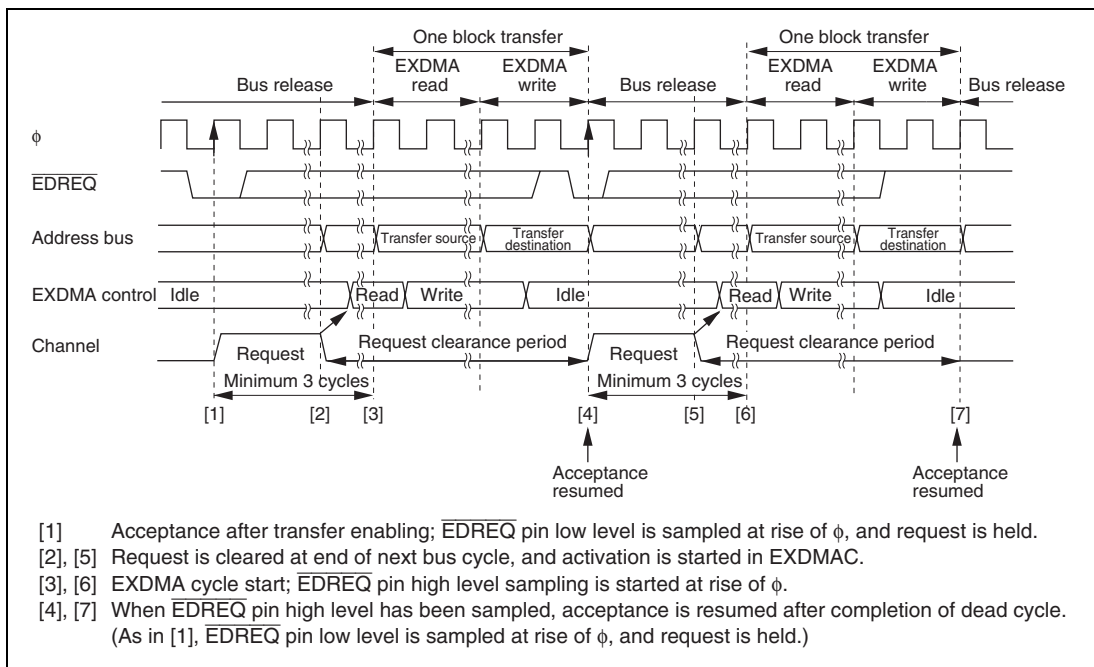 One block transfer One block transfer
EXDMA read EXDMA write EXDMA read EXDMA write
Bus release Bus release Bus release
φ
EDREQ
Address bus Transfer source Transfer destination Transfer source Transfer destination
EXDMA control Idle Read Write Idle Read Write Idle
Channel Request Request clearance period Request Request clearance period
Minimum 3 cycles Minimum 3 cycles
[1] [2] [3] [4] [5] [6] [7]
Acceptance resumed Acceptance resumed
[1] Acceptance after transfer enabling; EDREQ pin low level is sampled at rise of φ, and request is held.
[2], [5] Request is cleared at end of next bus cycle, and activation is started in EXDMAC.
[3], [6] EXDMA cycle start; EDREQ pin high level sampling is started at rise of φ.
[4], [7] When EDREQ pin high level has been sampled, acceptance is resumed after completion of dead cycle.
(As in [1], EDREQ pin low level is sampled at rise of φ, and request is held.)